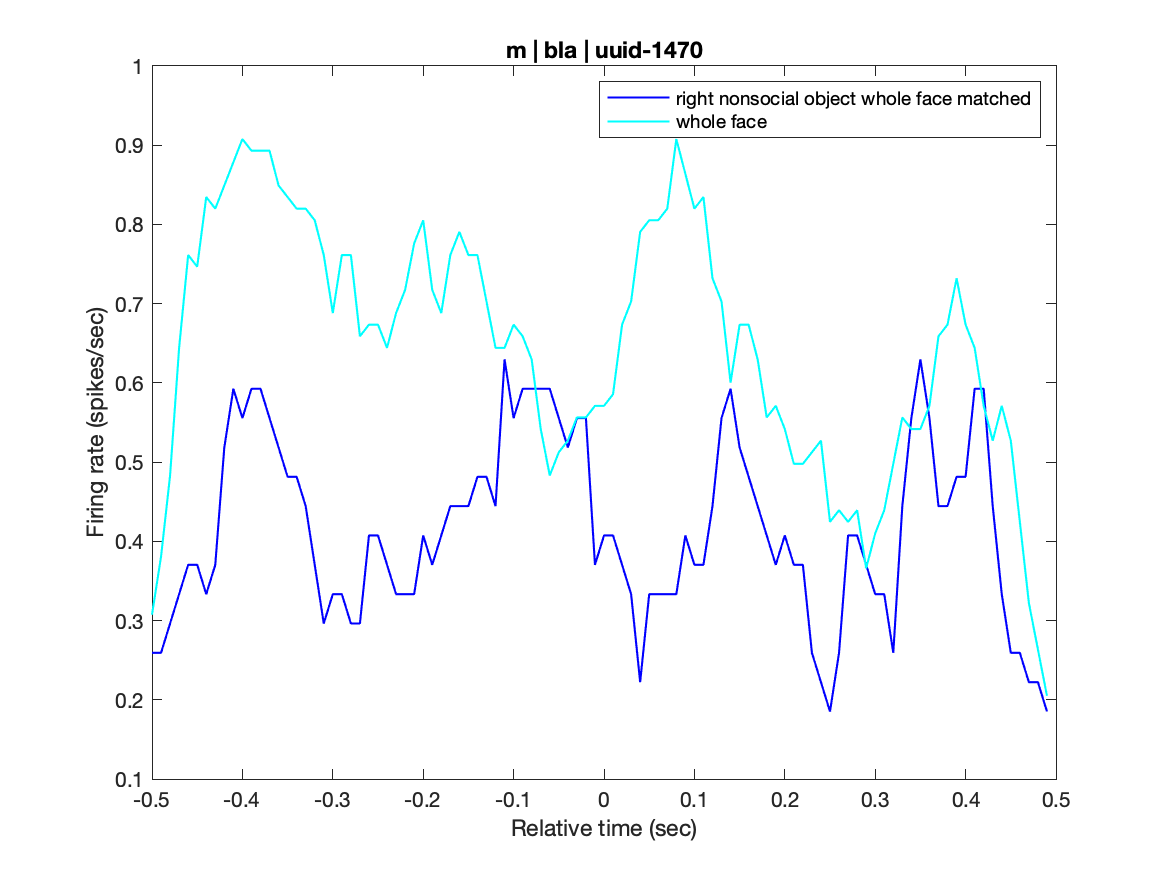 m | bla | uuid-1470
right nonsocial object whole face matched
whole face
Firing rate (spikes/sec)
1
0.9
0.8
0.7
0.6
0.5
0.4
0.3
0.2
0.1
-0.5 -0.4 -0.3 -0.2 -0.1 0 0.1 0.2 0.3 0.4 0.5
Relative time (sec)